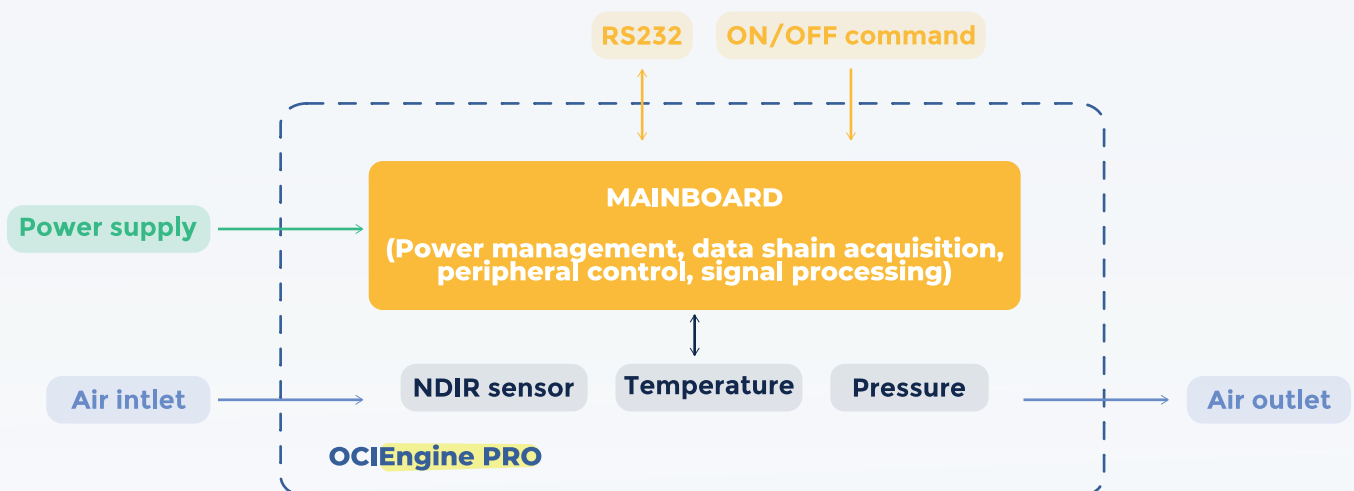 RS232
ON/OFF command
MAINBOARD
Power supply
(Power management, data shain acquisition,
peripheral control, signal processing)
NDIR sensor
Temperature
Pressure
Air intlet
Air outlet
OCIEngine PRO